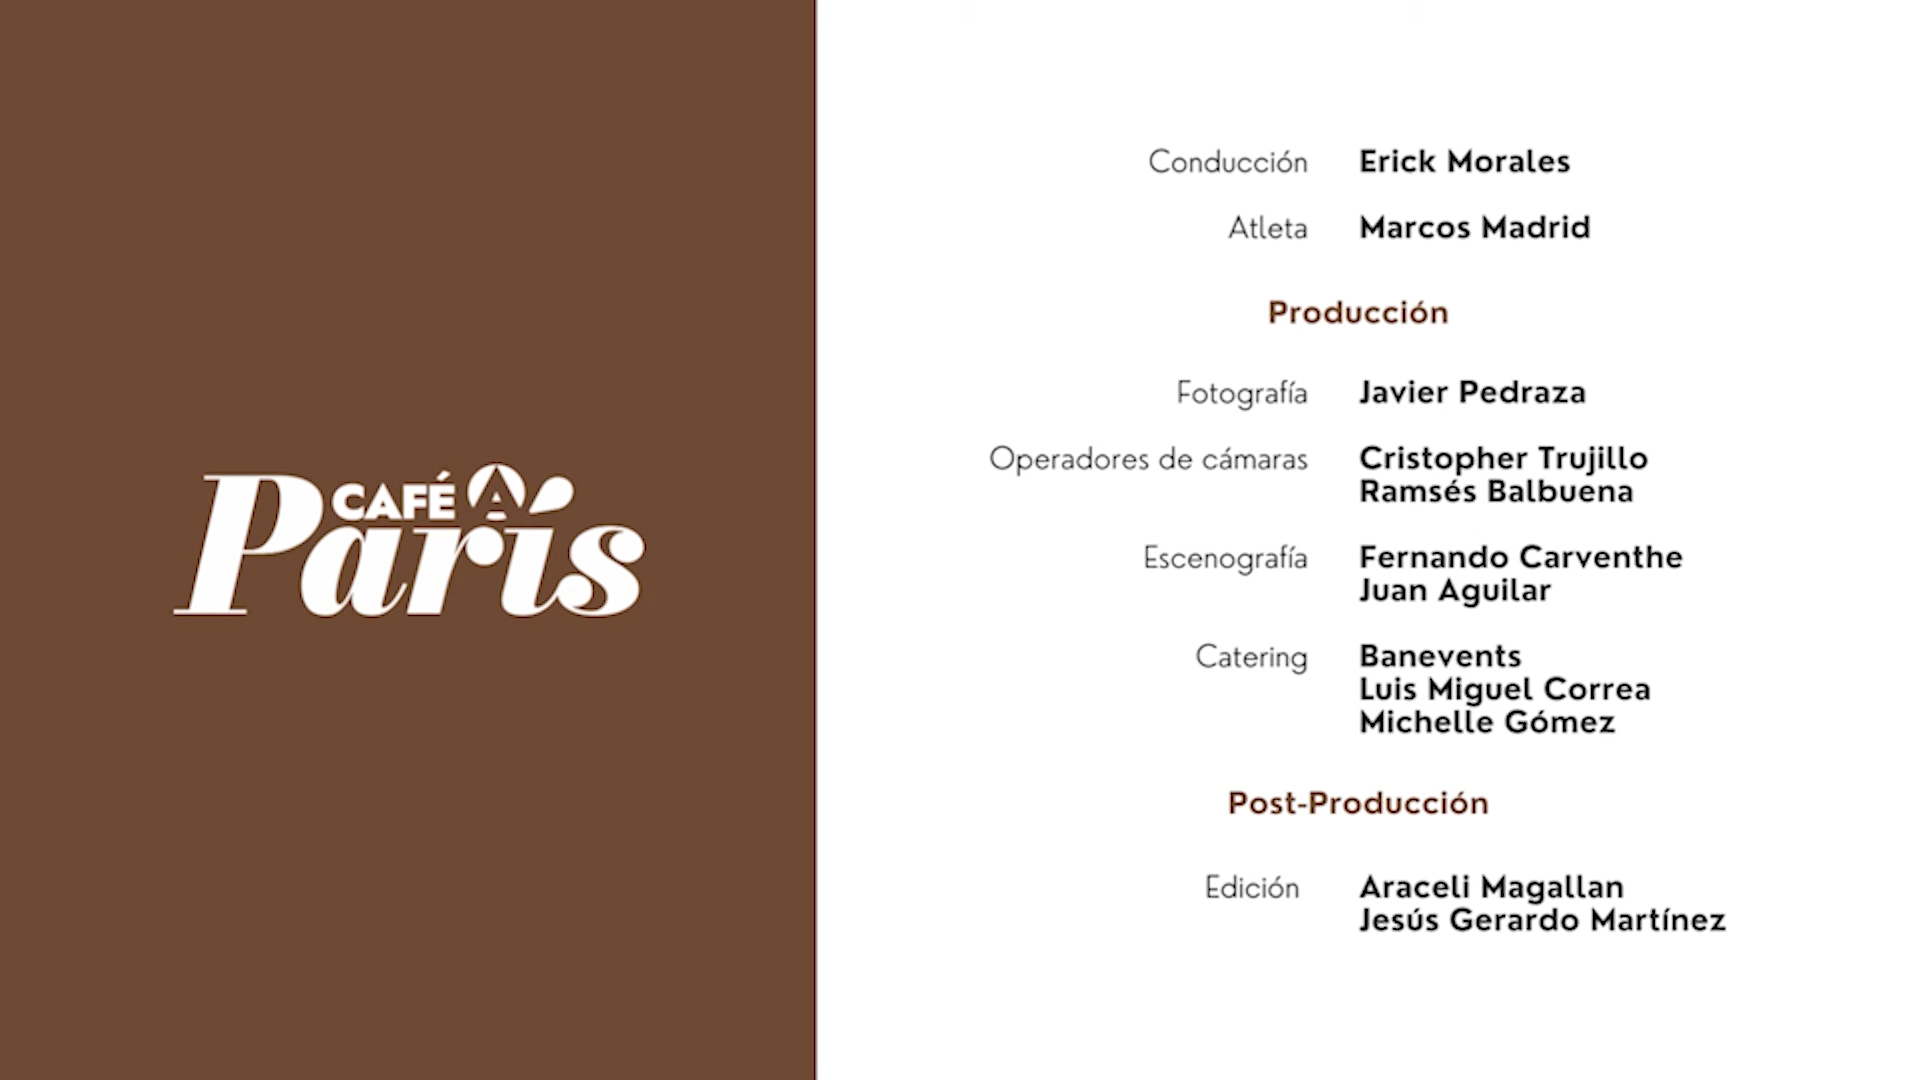 CAFÉ A
París
Conducción Erick Morales
Atleta Marcos Madrid
Producción
Fotografía Javier Pedraza
Operadores de cámaras Cristopher Trujillo
Ramsés Balbuena
Escenografía Fernando Carventhe
Juan Aguilar
Catering Banevents
Luis Miguel Correa
Michelle Gómez
Post-Producción
Edición Araceli Magallan
Jesús Gerardo Martínez